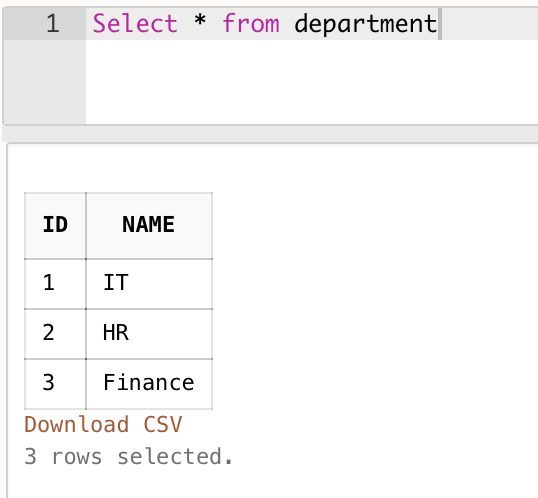 1 Select * from department
ID NAME
1 IT
2 HR
3 Finance
Download CSV
3 rows selected.